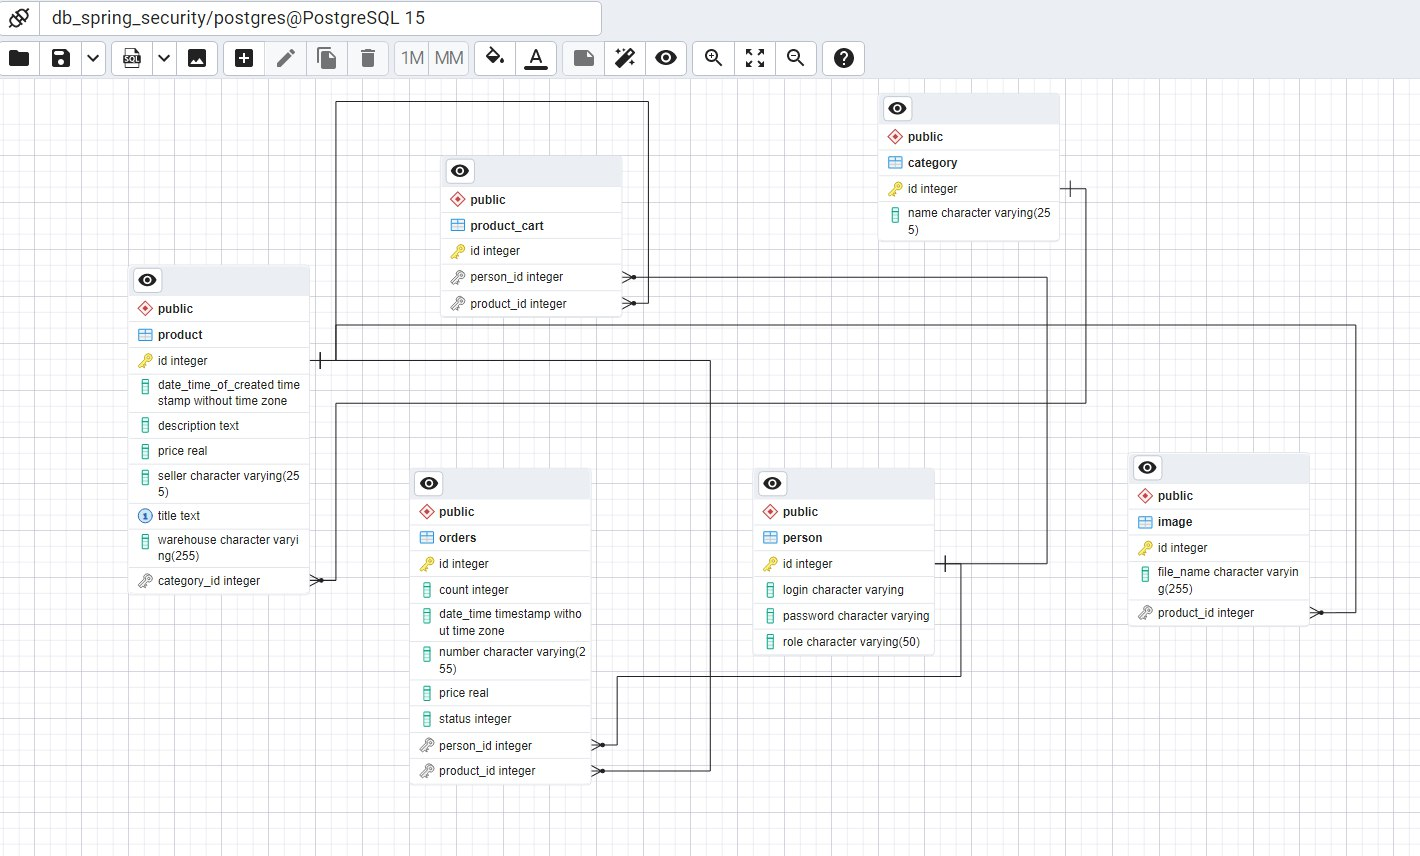 db_spring_security/postgres@PostgreSQL 15
SQL
1M
MM
A
public
category
id integer
name character varying(25
5)
public
product_cart
id integer
person_id integer
product_id integer
public
product
id integer
date_time_of_created time
stamp without time zone
description text
price real
seller character varying(25
5)
1 title text
warehouse character varyi
ng(255)
category_id integer
public
orders
id integer
count integer
date_time timestamp witho
ut time zone
number character varying(2
55)
price real
status integer
person_id integer
product_id integer
public
person
id integer
login character varying
password character varying
role character varying(50)
public
image
id integer
file_name character varyin
g(255)
product_id integer